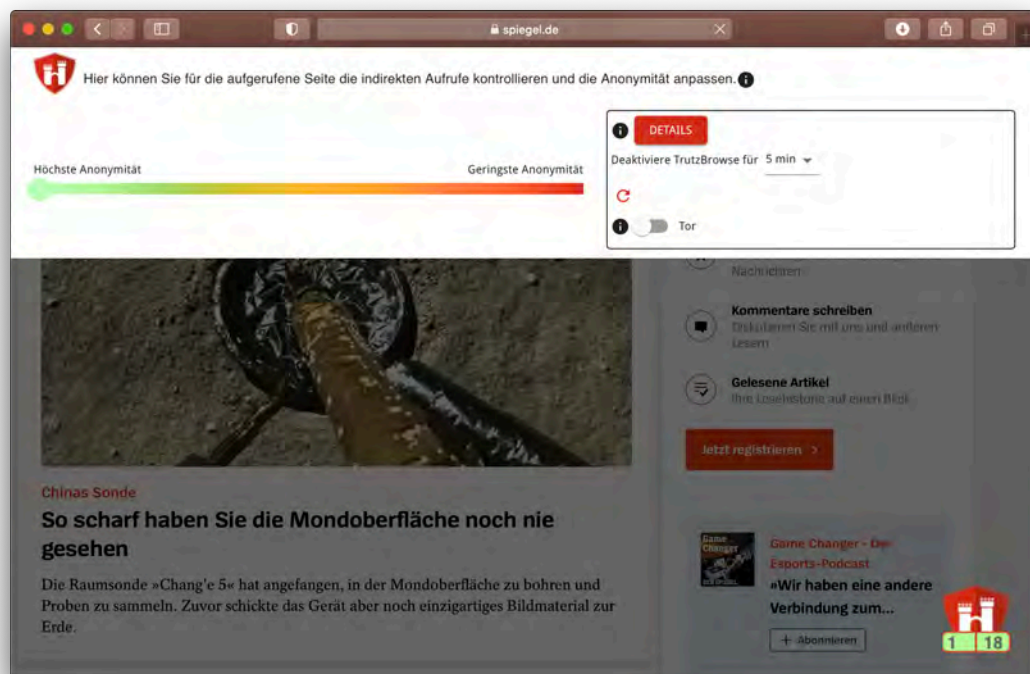 spiegel.de
Hier können Sie für die aufgerufene Seite die indirekten Aufrufe kontrollieren und die Anonymität anpassen.
DETAILS
Deaktiviere TrutzBrowse für 5 min
Höchste Anonymität
Geringste Anonymität
Tor
Nachrichten
Kommentare schreiben
Diskutieren Sie mit uns und anderen
Lesern
Gelesene Artikel
Ihre Lesehistorie auf einen Blick
Jetzt registrieren
Chinas Sonde
So scharf haben Sie die Mondoberfläche noch nie
gesehen
Die Raumsonde »Chang'e 5« hat angefangen, in der Mondoberfläche zu bohren und
Proben zu sammeln. Zuvor schickte das Gerät aber noch einzigartiges Bildmaterial zur
Erde.
Game
Changer
DER SPIEGEL
Game Changer - Der
Esports-Podcast
»Wir haben eine andere
Verbindung zum...
+ Abonnieren
1 18